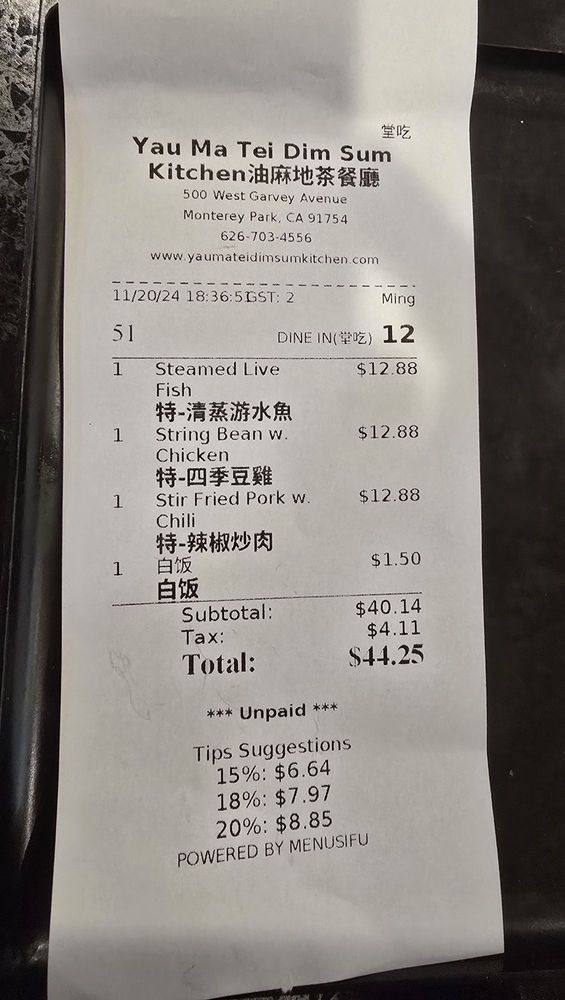 堂吃
Yau Ma Tei Dim Sum
Kitchen油麻地茶餐廳
500 West Garvey Avenue
Monterey Park, CA 91754
626-703-4556
www.yaumateidimsumkitchen.com
11/20/24 18:36:51GST: 2 Ming
51 DINE IN(堂吃) 12
1 Steamed Live $12.88
Fish
特-清蒸游水魚
1 String Bean w. $12.88
Chicken
特-四季豆雞
1 Stir Fried Pork w. $12.88
Chili
特-辣椒炒肉
1 白饭 $1.50
白饭
Subtotal: $40.14
Tax: $4.11
Total: $44.25
*** Unpaid ***
Tips Suggestions
15%: $6.64
18%: $7.97
20%: $8.85
POWERED BY MENUSIFU